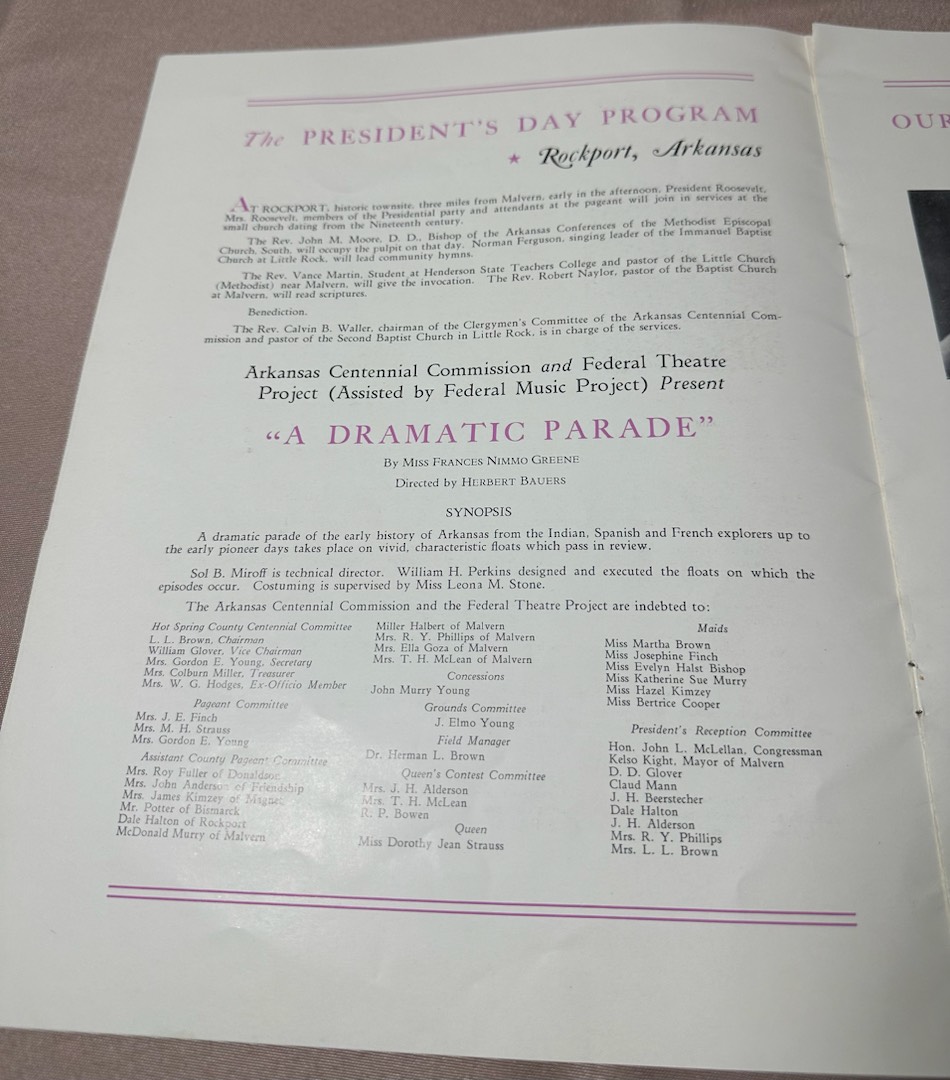 The PRESIDENT'S DAY PROGRAM
★ Rockport, Arkansas
AT ROCKPORT, historic townsite, three miles from Malvern, early in the afternoon, President Roosevelt,
Mrs. Roosevelt, members of the Presidential party and attendants at the pageant will join in services at the
small church dating from the Nineteenth century.
The Rev. John M. Moore, D. D., Bishop of the Arkansas Conferences of the Methodist Episcopal
Church, South, will occupy the pulpit on that day. Norman Ferguson, singing leader of the Immanuel Baptist
Church at Little Rock, will lead community hymns.
The Rev. Vance Martin, Student at Henderson State Teachers College and pastor of the Little Church
(Methodist) near Malvern, will give the invocation. The Rev. Robert Naylor, pastor of the Baptist Church
at Malvern, will read scriptures.
Benediction.
The Rev. Calvin B. Waller, chairman of the Clergymen's Committee of the Arkansas Centennial Com-
mission and pastor of the Second Baptist Church in Little Rock, is in charge of the services.
Arkansas Centennial Commission and Federal Theatre
Project (Assisted by Federal Music Project) Present
"A DRAMATIC PARADE"
By MISS FRANCES NIMMO GREENE
Directed by HERBERT BAUERS
SYNOPSIS
A dramatic parade of the early history of Arkansas from the Indian, Spanish and French explorers up to
the early pioneer days takes place on vivid, characteristic floats which pass in review.
Sol B. Miroff is technical director. William H. Perkins designed and executed the floats on which the
episodes occur. Costuming is supervised by Miss Leona M. Stone.
The Arkansas Centennial Commission and the Federal Theatre Project are indebted to:
Hot Spring County Centennial Committee
L. L. Brown, Chairman
William Glover, Vice Chairman
Mrs. Gordon E. Young, Secretary
Mrs. Colburn Miller, Treasurer
Mrs. W. G. Hodges, Ex-Officio Member
Pageant Committee
Mrs. J. E. Finch
Mrs. M. H. Strauss
Mrs. Gordon E. Young
Assistant County Pageant Committee
Mrs. Roy Fuller of Donaldson
Mrs. John Anderson of Friendship
Mrs. James Kimzey of Magnet
Mr. Potter of Bismarck
Dale Halton of Rockport
McDonald Murry of Malvern
Miller Halbert of Malvern
Mrs. R. Y. Phillips of Malvern
Mrs. Ella Goza of Malvern
Mrs. T. H. McLean of Malvern
Concessions
John Murry Young
Grounds Committee
J. Elmo Young
Field Manager
Dr. Herman L. Brown
Queen's Contest Committee
Mrs. J. H. Alderson
Mrs. T. H. McLean
R. P. Bowen
Queen
Miss Dorothy Jean Strauss
Maids
Miss Martha Brown
Miss Josephine Finch
Miss Evelyn Halst Bishop
Miss Katherine Sue Murry
Miss Hazel Kimzey
Miss Bertrice Cooper
President's Reception Committee
Hon. John L. McLellan, Congressman
Kelso Kight, Mayor of Malvern
D. D. Glover
Claud Mann
J. H. Beerstecher
Dale Halton
J. H. Alderson
Mrs. R. Y. Phillips
Mrs. L. L. Brown
OUR